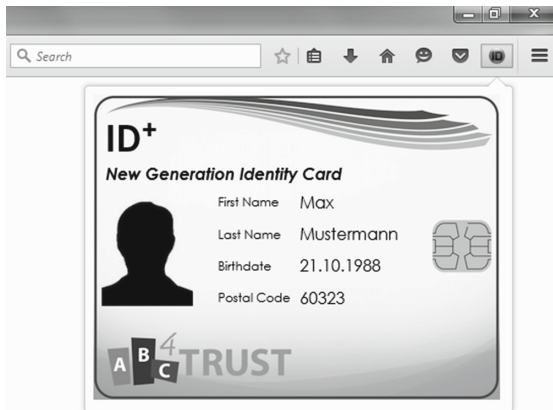 Search
ID
ID+
New Generation Identity Card
First Name Max
Last Name Mustermann
Birthdate 21.10.1988
Postal Code 60323
ABC4TRUST